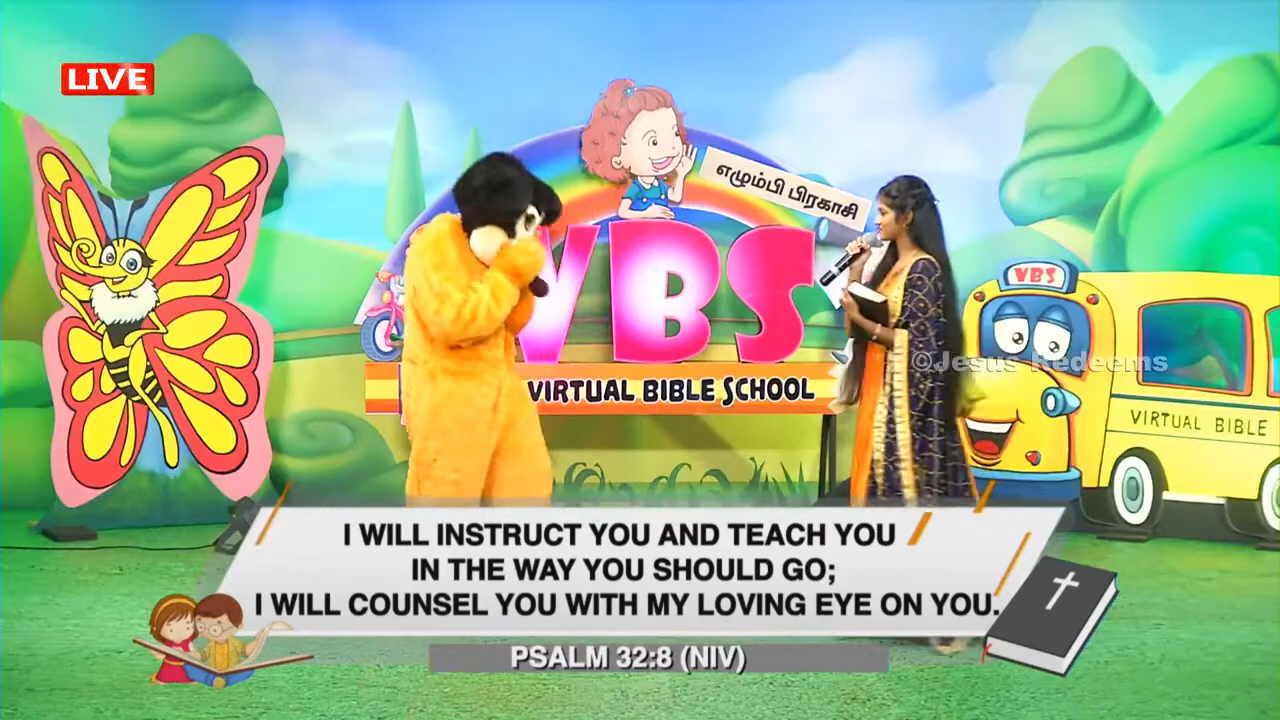 LIVE
எழும்பி பிரகாசி
VBS
VIRTUAL BIBLE SCHOOL
VBS
©Jesus Redeems
VIRTUAL BIBLE
I WILL INSTRUCT YOU AND TEACH YOU
IN THE WAY YOU SHOULD GO;
I WILL COUNSEL YOU WITH MY LOVING EYE ON YOU.
PSALM 32:8 (NIV)